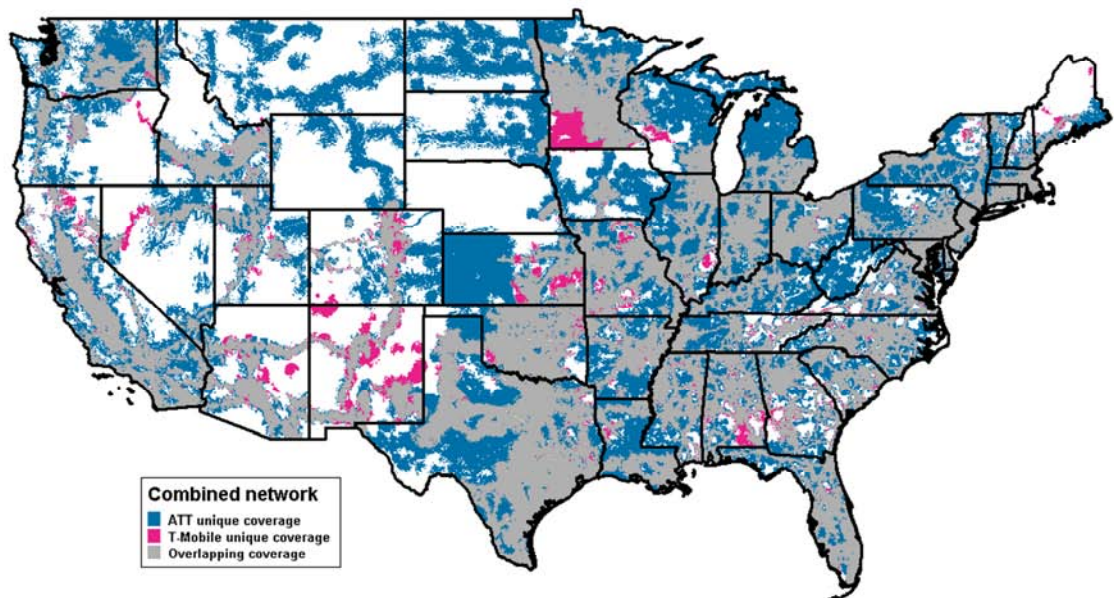 Combined network
ATT unique coverage
T-Mobile unique coverage
Overlapping coverage